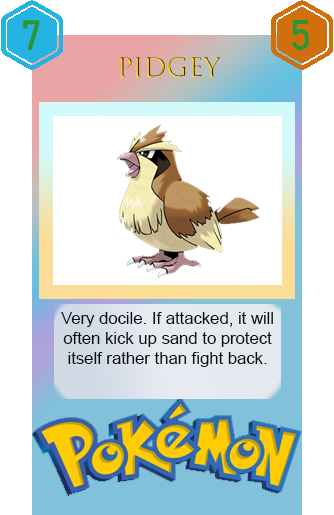 7
5
PIDGEY
Very docile. If attacked, it will
often kick up sand to protect
itself rather than fight back.
POKéMON